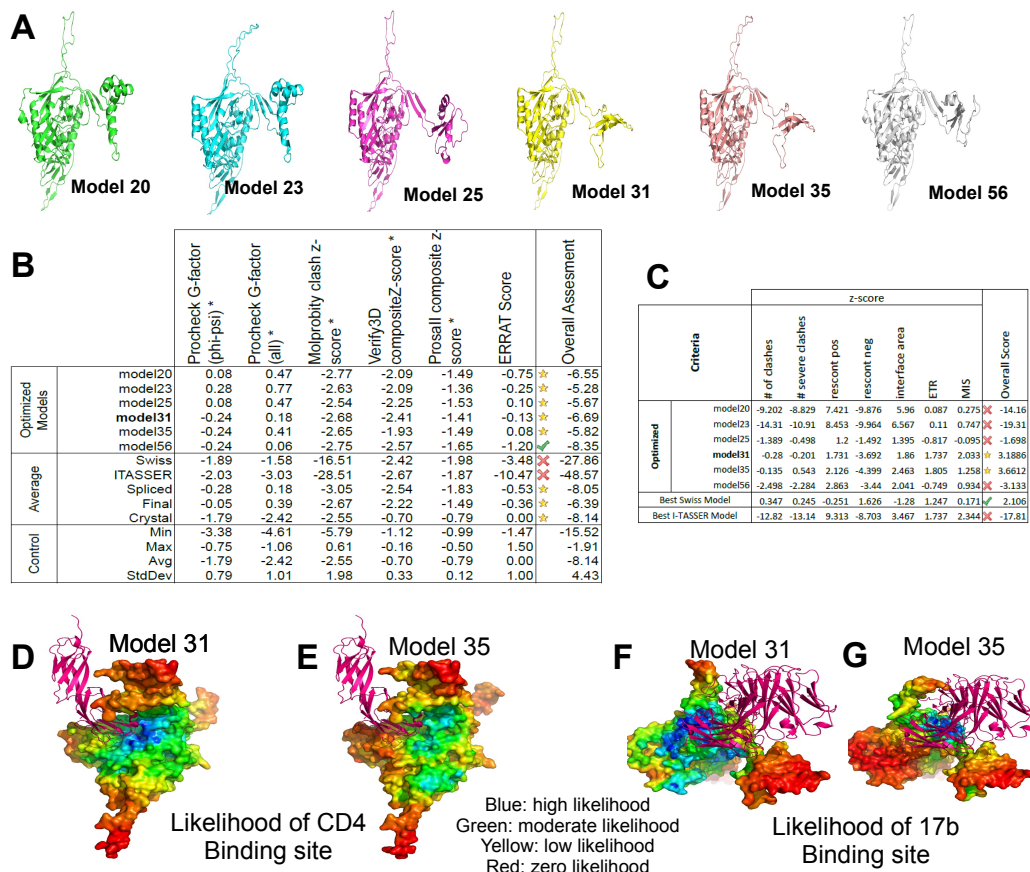 A
Model 20
Model 23
Model 25
Model 31
Model 35
Model 56
B
Procheck G-factor (phi-psi) *
Procheck G-factor (all) *
Molprobity clash z-score *
Verify3D compositeZ-score *
ProsaII composite z-score *
ERRAT Score
Overall Assesment
Optimized Models
model20 0.08 0.47 -2.77 -2.09 -1.49 -0.75 -6.55
model23 0.28 0.77 -2.63 -2.09 -1.36 -0.25 -5.28
model25 0.08 0.47 -2.54 -2.25 -1.53 0.10 -5.67
model31 -0.24 0.18 -2.68 -2.41 -1.41 -0.13 -6.69
model35 -0.24 0.41 -2.65 -1.93 -1.49 0.08 -5.82
model56 -0.24 0.06 -2.75 -2.57 -1.65 -1.20 -8.35
Average
Swiss -1.89 -1.58 -16.51 -2.42 -1.98 -3.48 -27.86
ITASSER -2.03 -3.03 -28.51 -2.67 -1.87 -10.47 -48.57
Spliced -0.28 0.18 -3.05 -2.54 -1.83 -0.53 -8.05
Final -0.05 0.39 -2.67 -2.22 -1.49 -0.36 -6.39
Crystal -1.79 -2.42 -2.55 -0.70 -0.79 0.00 -8.14
Control
Min -3.38 -4.61 -5.79 -1.12 -0.99 -1.47 -15.52
Max -0.75 -1.06 0.61 -0.16 -0.50 1.50 -1.91
Avg -1.79 -2.42 -2.55 -0.70 -0.79 0.00 -8.14
StdDev 0.79 1.01 1.98 0.33 0.12 1.00 4.43
C
z-score
Criteria
# of clashes
# severe clashes
rescont pos
rescont neg
interface area
ETR
MIS
Overall Score
Optimized
model20 -9.202 -8.829 7.421 -9.876 5.96 0.087 0.275 -14.16
model23 -14.31 -10.91 8.453 -9.964 6.567 0.11 0.747 -19.31
model25 -1.389 -0.498 1.2 -1.492 1.395 -0.817 -0.095 -1.698
model31 -0.28 -0.201 1.731 -3.692 1.86 1.737 2.033 3.1886
model35 -0.135 0.543 2.126 -4.399 2.463 1.805 1.258 3.6612
model56 -2.498 -2.284 2.863 -3.44 2.041 -0.749 0.934 -3.133
Best Swiss Model 0.347 0.245 -0.251 1.626 -1.28 1.247 0.171 2.106
Best I-TASSER Model -12.82 -13.14 9.313 -8.703 3.467 1.737 2.344 -17.81
D
Model 31
E
Model 35
F
Model 31
G
Model 35
Likelihood of CD4
Binding site
Blue: high likelihood
Green: moderate likelihood
Yellow: low likelihood
Red: zero likelihood
Likelihood of 17b
Binding site